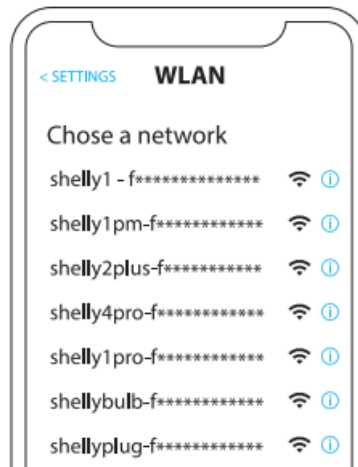 < SETTINGS WLAN
Chose a network
shelly1 - f**************
shelly1pm-f************
shelly2plus-f***********
shelly4pro-f************
shelly1pro-f************
shellybulb-f************
shellyplug-f************